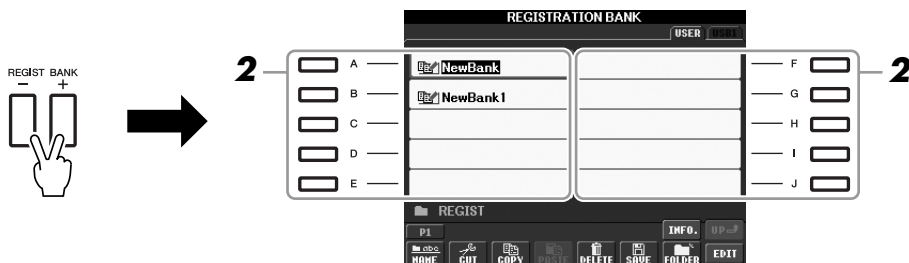 REGISTRATION BANK
USER USB1
REGIST BANK
- +
2 A NewBank F 2
B NewBank1 G
C H
D I
E J
REGIST
P1 INFO. UP
abc
NAME CUT COPY PASTE DELETE SAVE FOLDER EDIT